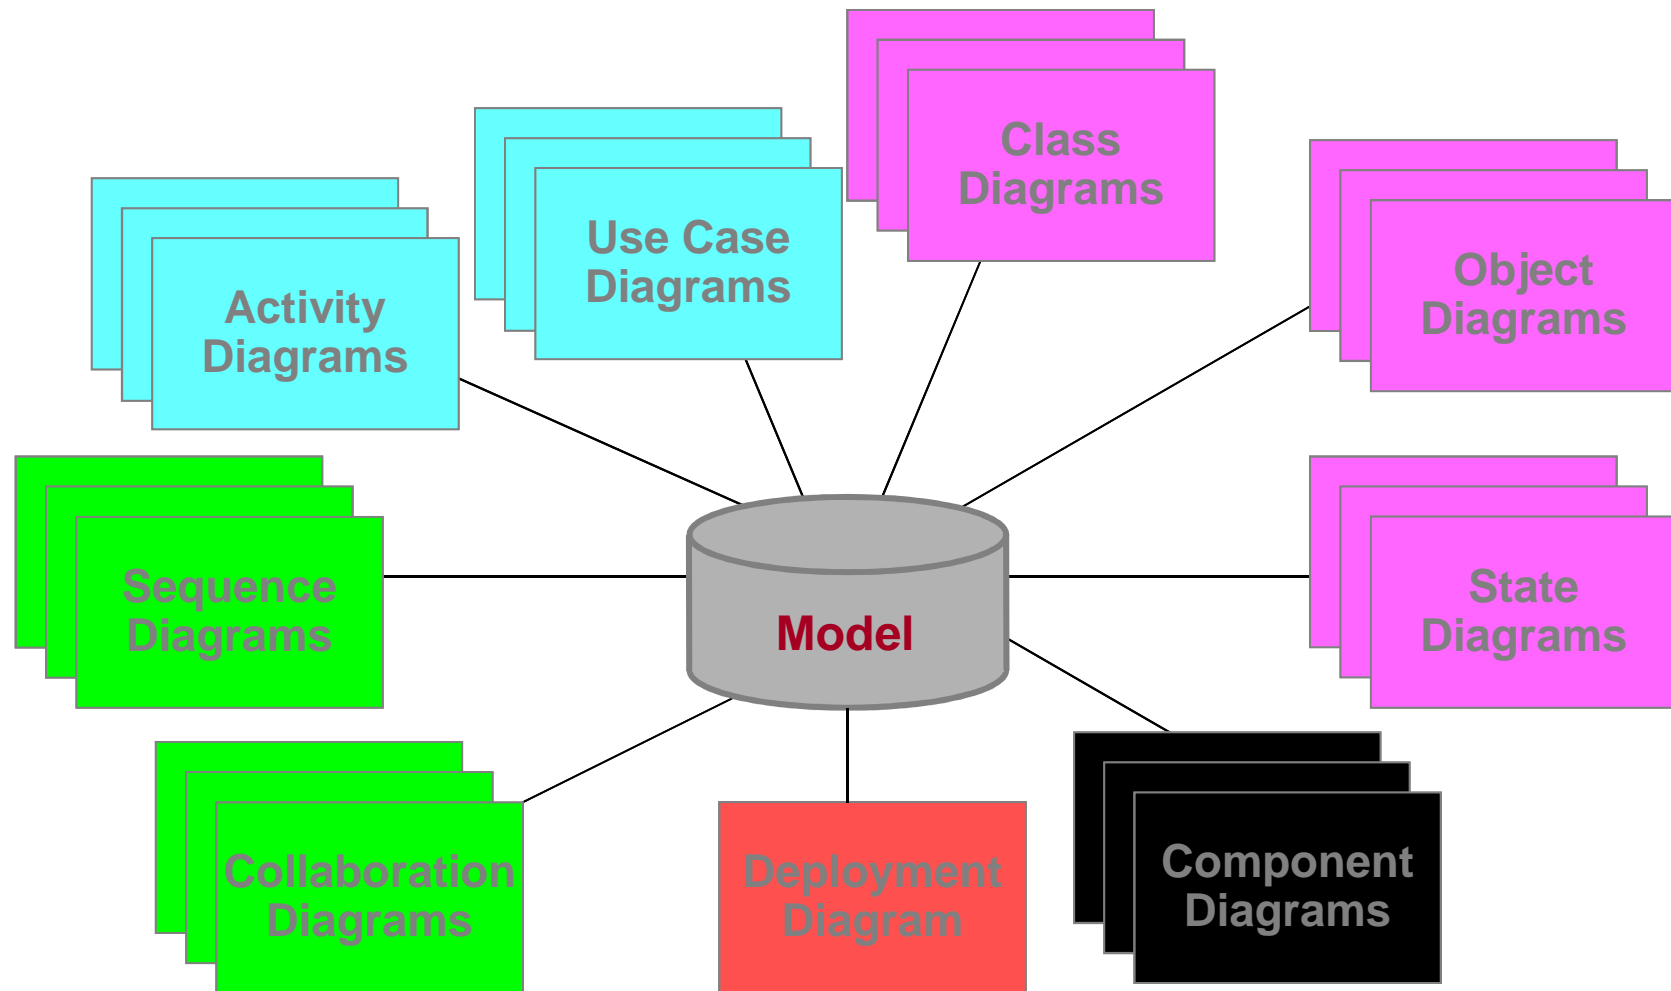 Class
Diagrams
Use Case
Diagrams
Object
Diagrams
Activity
Diagrams
Sequence
Diagrams
Model
State
Diagrams
Collaboration
Diagrams
Deployment
Diagram
Component
Diagrams